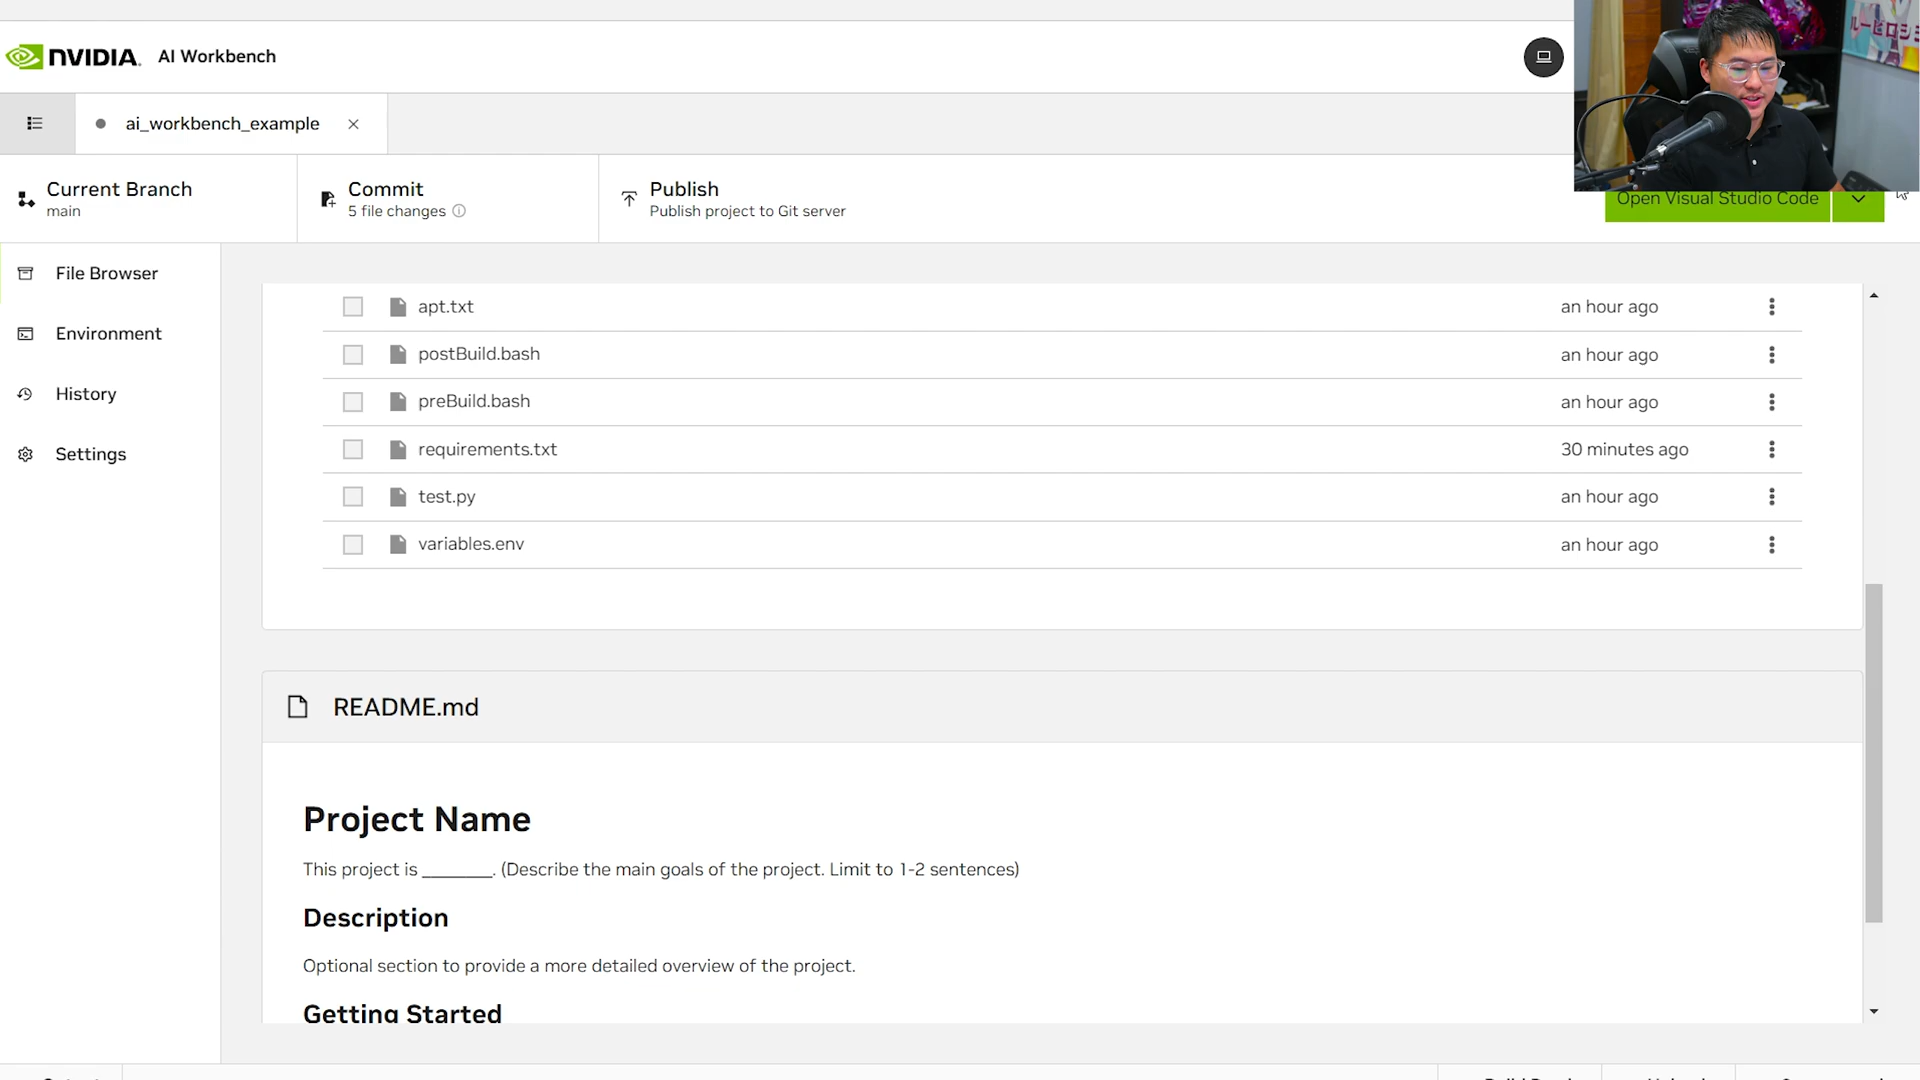 NVIDIA. AI Workbench
ai_workbench_example
Current Branch
main
Commit
5 file changes
Publish
Publish project to Git server
Open Visual Studio Code
File Browser
Environment
History
Settings
apt.txt an hour ago
postBuild.bash an hour ago
preBuild.bash an hour ago
requirements.txt 30 minutes ago
test.py an hour ago
variables.env an hour ago
README.md
Project Name
This project is ________. (Describe the main goals of the project. Limit to 1-2 sentences)
Description
Optional section to provide a more detailed overview of the project.
Getting Started